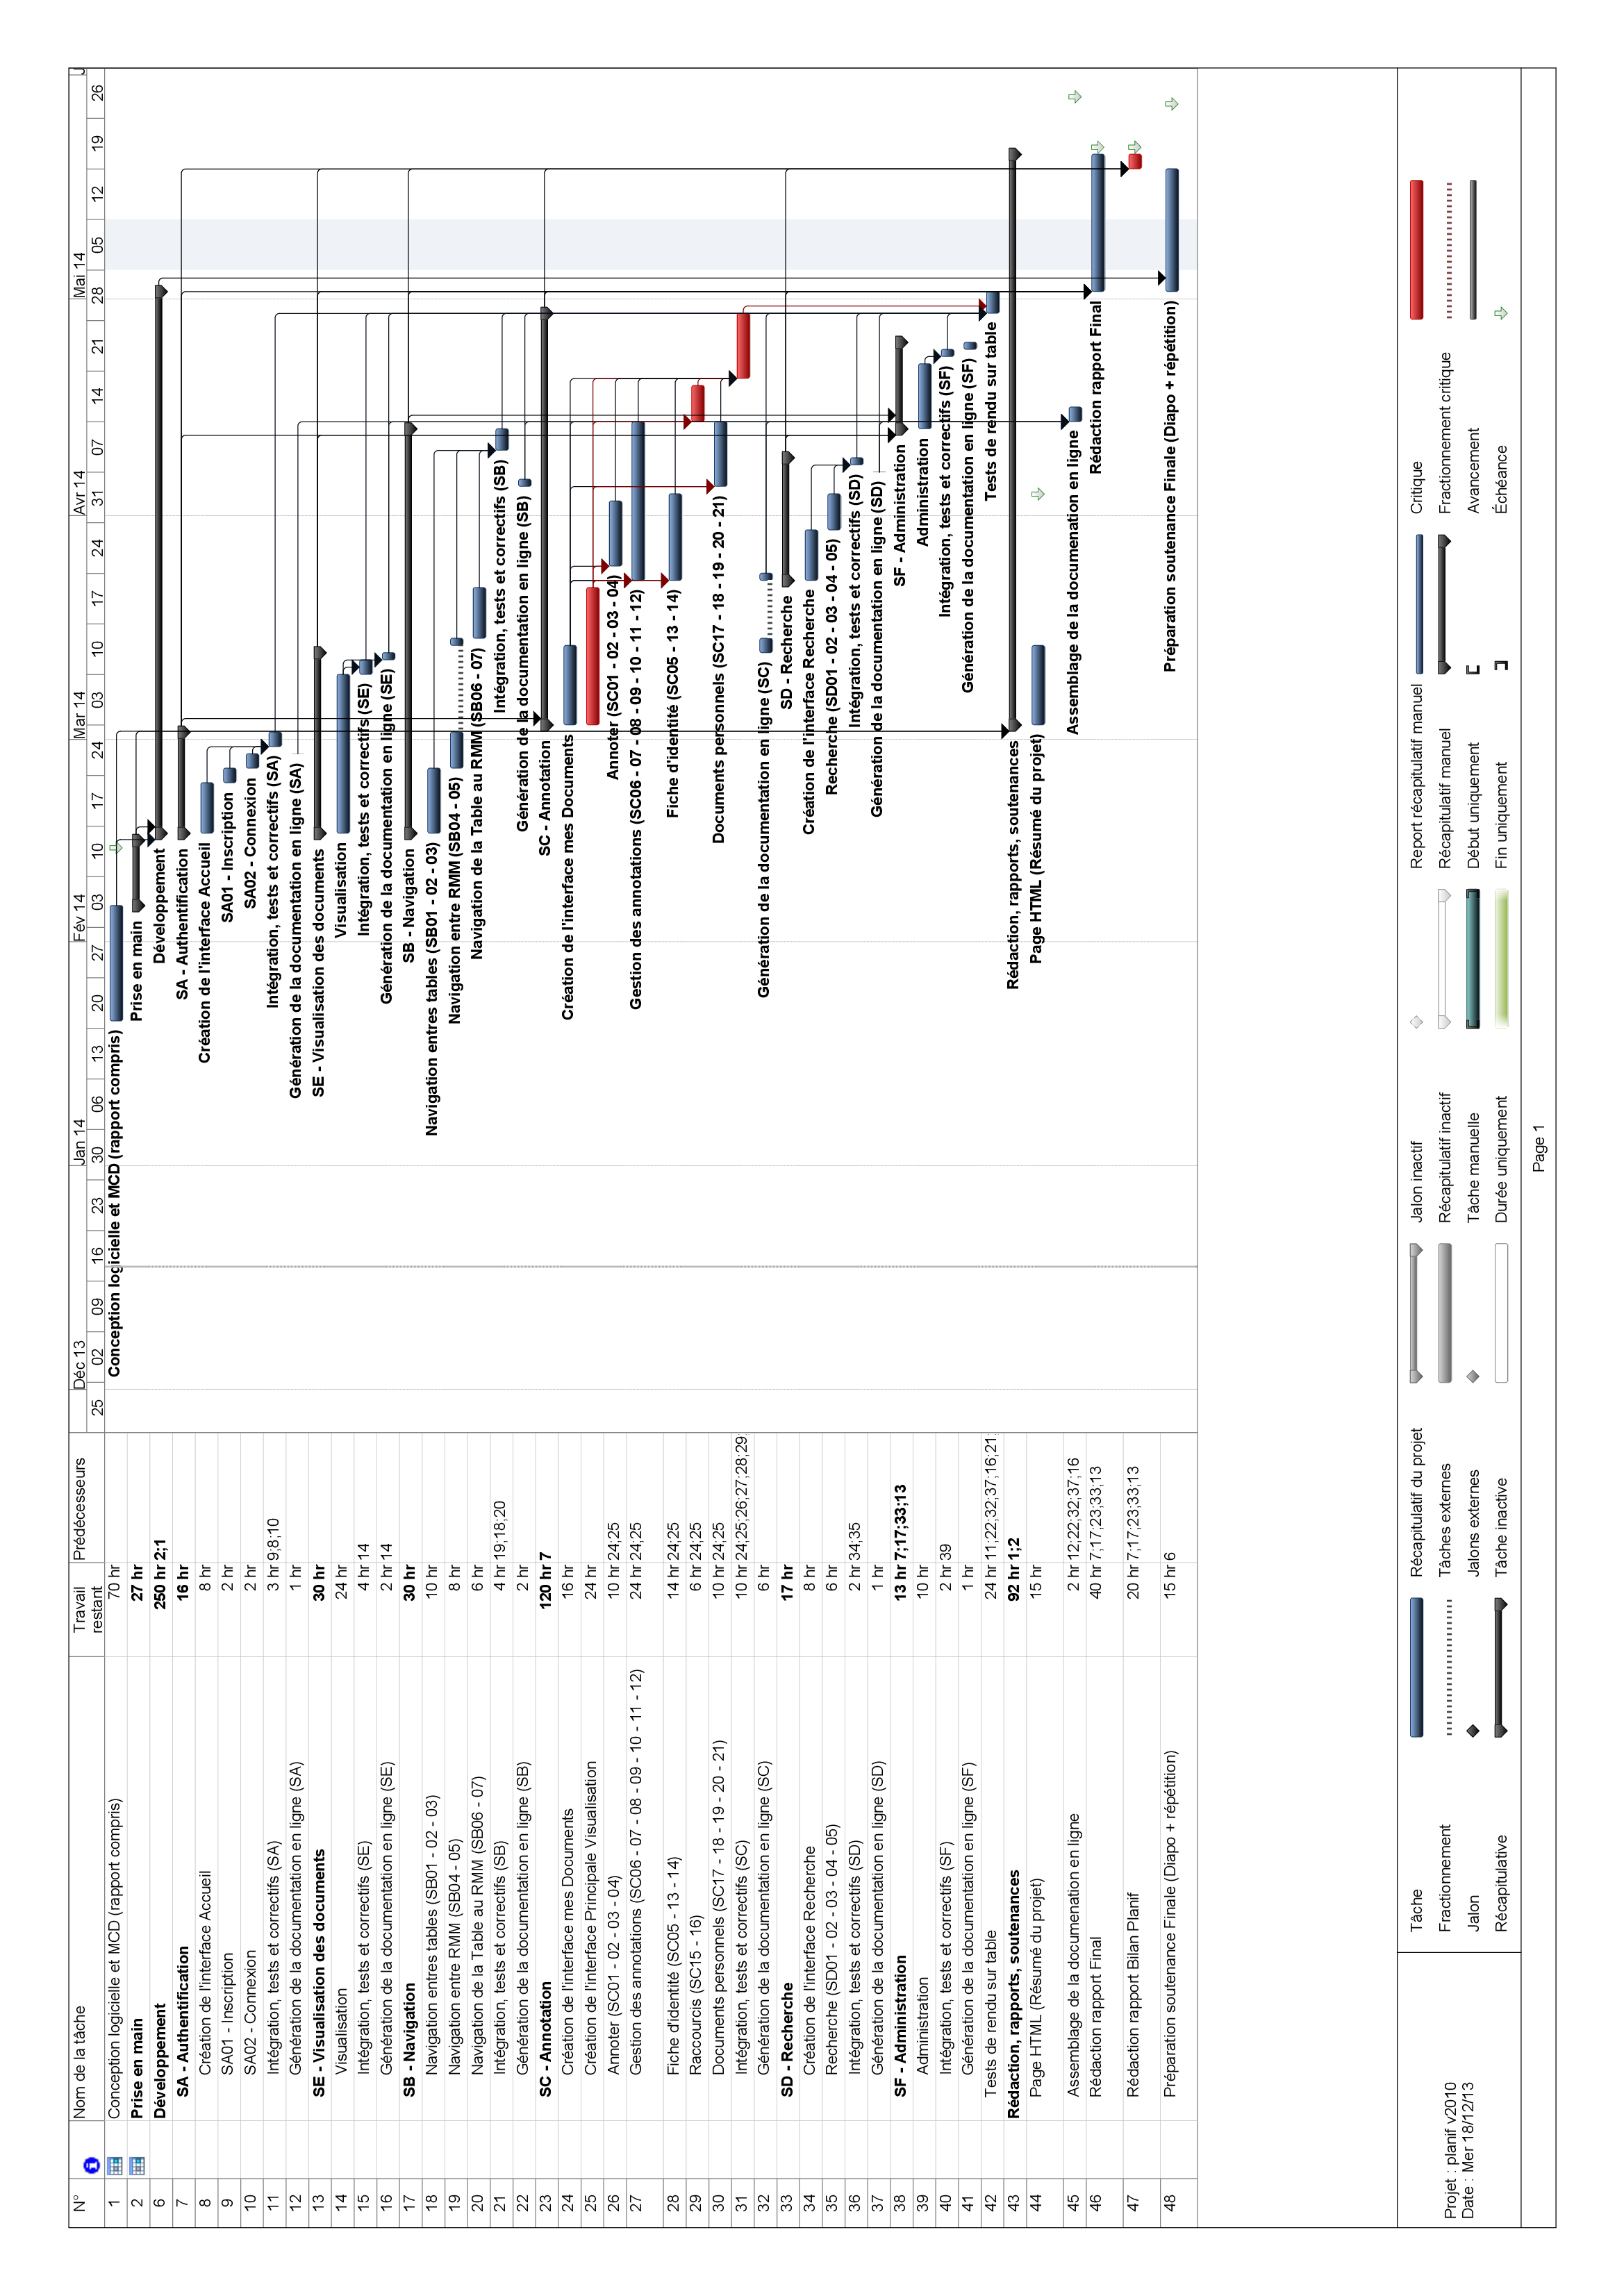 N° Nom de la tâche Travail restant Prédécesseurs
Déc 13 Jan 14 Fév 14 Mar 14 Avr 14 Mai 14 J
25 02 09 16 23 30 06 13 20 27 03 10 17 24 03 10 17 24 31 07 14 21 28 05 12 19 26
1 Conception logicielle et MCD (rapport compris) 70 hr Conception logicielle et MCD (rapport compris)
2 Prise en main 27 hr Prise en main
6 Développement 250 hr 2;1 Développement
7 SA - Authentification 16 hr SA - Authentification
8 Création de l'interface Accueil 8 hr Création de l'interface Accueil
9 SA01 - Inscription 2 hr SA01 - Inscription
10 SA02 - Connexion 2 hr SA02 - Connexion
11 Intégration, tests et correctifs (SA) 3 hr 9;8;10 Intégration, tests et correctifs (SA)
12 Génération de la documentation en ligne (SA) 1 hr Génération de la documentation en ligne (SA)
13 SE - Visualisation des documents 30 hr SE - Visualisation des documents
14 Visualisation 24 hr Visualisation
15 Intégration, tests et correctifs (SE) 4 hr 14 Intégration, tests et correctifs (SE)
16 Génération de la documentation en ligne (SE) 2 hr 14 Génération de la documentation en ligne (SE)
17 SB - Navigation 30 hr SB - Navigation
18 Navigation entres tables (SB01 - 02 - 03) 10 hr Navigation entres tables (SB01 - 02 - 03)
19 Navigation entre RMM (SB04 - 05) 8 hr Navigation entre RMM (SB04 - 05)
20 Navigation de la Table au RMM (SB06 - 07) 6 hr Navigation de la Table au RMM (SB06 - 07)
21 Intégration, tests et correctifs (SB) 4 hr 19;18;20 Intégration, tests et correctifs (SB)
22 Génération de la documentation en ligne (SB) 2 hr Génération de la documentation en ligne (SB)
23 SC - Annotation 120 hr 7 SC - Annotation
24 Création de l'interface mes Documents 16 hr Création de l'interface mes Documents
25 Création de l'interface Principale Visualisation 24 hr
26 Annoter (SC01 - 02 - 03 - 04) 10 hr 24;25 Annoter (SC01 - 02 - 03 - 04)
27 Gestion des annotations (SC06 - 07 - 08 - 09 - 10 - 11 - 12) 24 hr 24;25 Gestion des annotations (SC06 - 07 - 08 - 09 - 10 - 11 - 12)
28 Fiche d'identité (SC05 - 13 - 14) 14 hr 24;25 Fiche d'identité (SC05 - 13 - 14)
29 Raccourcis (SC15 - 16) 6 hr 24;25
30 Documents personnels (SC17 - 18 - 19 - 20 - 21) 10 hr 24;25 Documents personnels (SC17 - 18 - 19 - 20 - 21)
31 Intégration, tests et correctifs (SC) 10 hr 24;25;26;27;28;29
32 Génération de la documentation en ligne (SC) 6 hr Génération de la documentation en ligne (SC)
33 SD - Recherche 17 hr SD - Recherche
34 Création de l'interface Recherche 8 hr Création de l'interface Recherche
35 Recherche (SD01 - 02 - 03 - 04 - 05) 6 hr Recherche (SD01 - 02 - 03 - 04 - 05)
36 Intégration, tests et correctifs (SD) 2 hr 34;35 Intégration, tests et correctifs (SD)
37 Génération de la documentation en ligne (SD) 1 hr Génération de la documentation en ligne (SD)
38 SF - Administration 13 hr 7;17;33;13 SF - Administration
39 Administration 10 hr Administration
40 Intégration, tests et correctifs (SF) 2 hr 39 Intégration, tests et correctifs (SF)
41 Génération de la documentation en ligne (SF) 1 hr Génération de la documentation en ligne (SF)
42 Tests de rendu sur table 24 hr 11;22;32;37;16;21 Tests de rendu sur table
43 Rédaction, rapports, soutenances 92 hr 1;2 Rédaction, rapports, soutenances
44 Page HTML (Résumé du projet) 15 hr Page HTML (Résumé du projet)
45 Assemblage de la documenation en ligne 2 hr 12;22;32;37;16 Assemblage de la documenation en ligne
46 Rédaction rapport Final 40 hr 7;17;23;33;13 Rédaction rapport Final
47 Rédaction rapport Bilan Planif 20 hr 7;17;23;33;13
48 Préparation soutenance Finale (Diapo + répétition) 15 hr 6 Préparation soutenance Finale (Diapo + répétition)
Projet : planif v2010
Date : Mer 18/12/13
Tâche Récapitulatif du projet Jalon inactif Report récapitulatif manuel Critique
Fractionnement Tâches externes Récapitulatif inactif Récapitulatif manuel Fractionnement critique
Jalon Jalons externes Tâche manuelle Début uniquement Avancement
Récapitulative Tâche inactive Durée uniquement Fin uniquement Échéance
Page 1